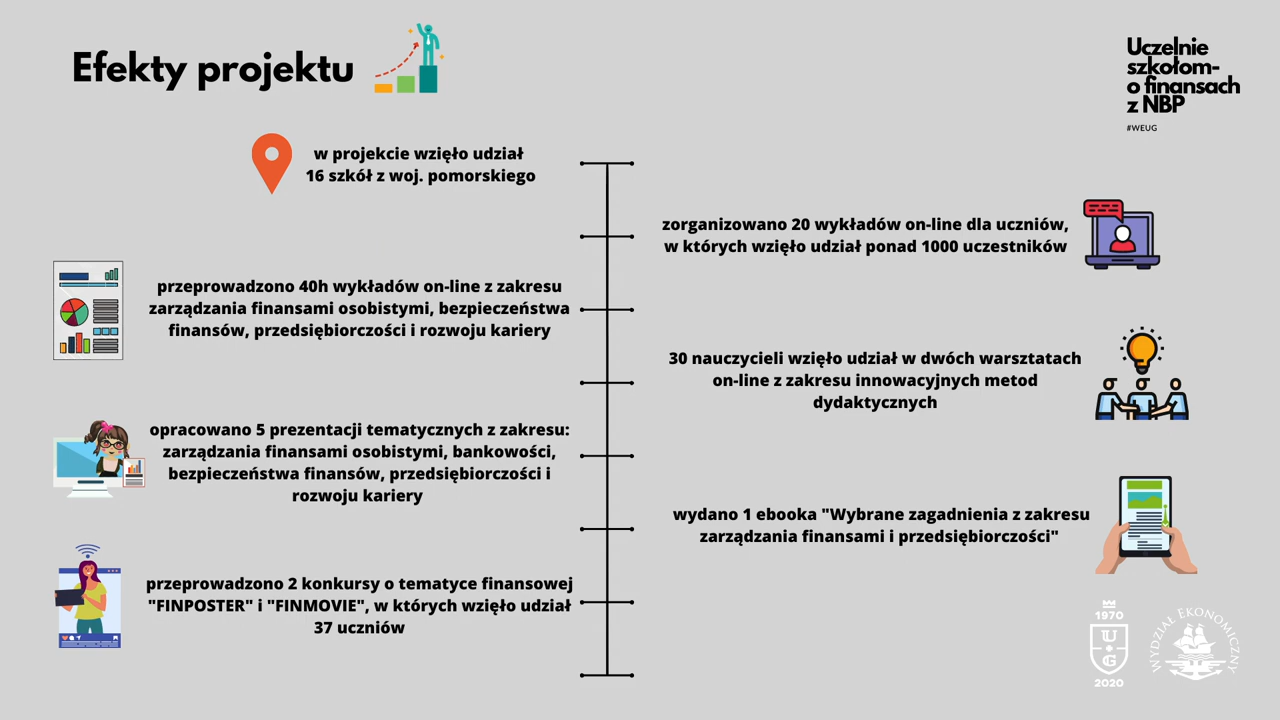 Efekty projektu
Uczelnie
szkołom-
o finansach
z NBP
#WEUG
w projekcie wzięło udział
16 szkół z woj. pomorskiego
zorganizowano 20 wykładów on-line dla uczniów,
w których wzięło udział ponad 1000 uczestników
przeprowadzono 40h wykładów on-line z zakresu
zarządzania finansami osobistymi, bezpieczeństwa
finansów, przedsiębiorczości i rozwoju kariery
30 nauczycieli wzięło udział w dwóch warsztatach
on-line z zakresu innowacyjnych metod
dydaktycznych
opracowano 5 prezentacji tematycznych z zakresu:
zarządzania finansami osobistymi, bankowości,
bezpieczeństwa finansów, przedsiębiorczości i
rozwoju kariery
wydano 1 ebooka "Wybrane zagadnienia z zakresu
zarządzania finansami i przedsiębiorczości"
przeprowadzono 2 konkursy o tematyce finansowej
"FINPOSTER" i "FINMOVIE", w których wzięło udział
37 uczniów
1970
U
G
2020
WYDZIAŁ EKONOMICZNY